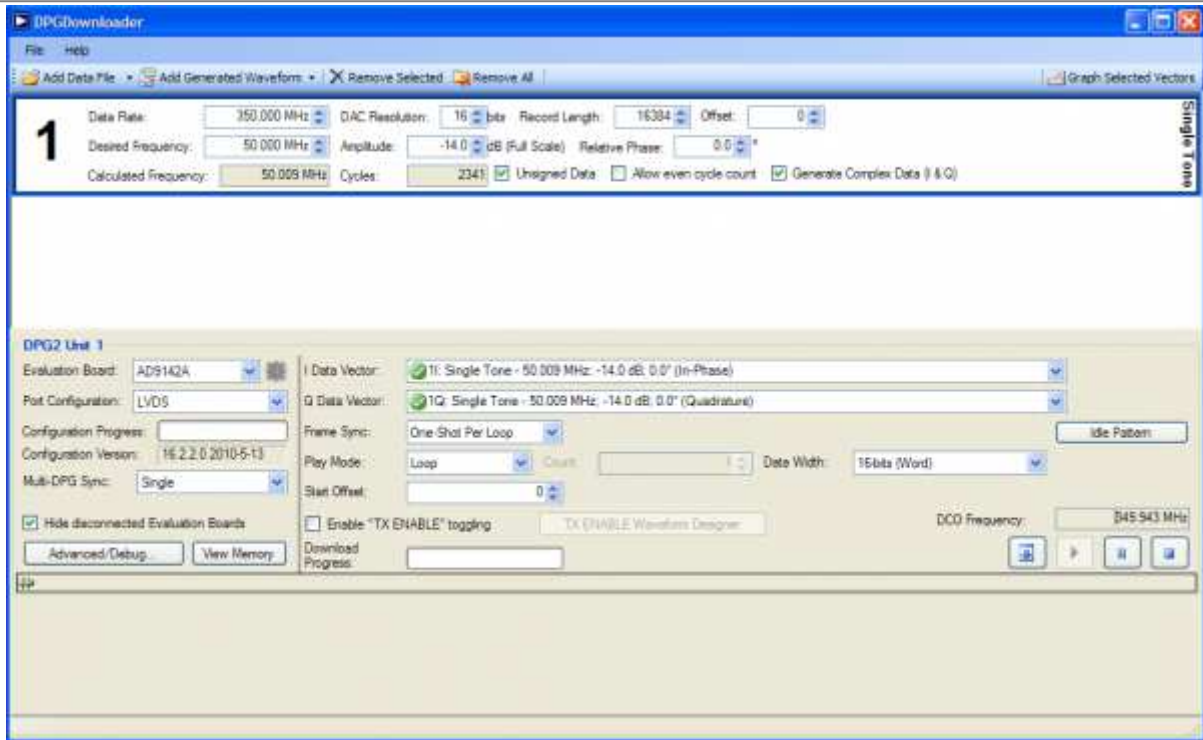 DPGDownloader
File Help
Add Data File Add Generated Waveform Remove Selected Remove All Graph Selected Vectors
1
Data Rate: 350.000 MHz DAC Resolution: 16 bits Record Length: 16384 Offset: 0
Desired Frequency: 50.000 MHz Amplitude: -14.0 dB (Full Scale) Relative Phase: 0.0 °
Calculated Frequency: 50.009 MHz Cycles: 2341 Unsigned Data Allow even cycle count Generate Complex Data (I & Q)
Single Tone
DPG2 Unit 1
Evaluation Board: AD9142A
Port Configuration: LVDS
Configuration Progress:
Configuration Version: 16.2.2.0 2010-5-13
Multi-DPG Sync: Single
Hide disconnected Evaluation Boards
Advanced/Debug... View Memory
I Data Vector: 1I: Single Tone - 50.009 MHz; -14.0 dB; 0.0° (In-Phase)
Q Data Vector: 1Q: Single Tone - 50.009 MHz; -14.0 dB; 0.0° (Quadrature)
Frame Sync: One-Shot Per Loop Idle Pattern
Play Mode: Loop Count: 1 Data Width: 16-bits (Word)
Start Offset: 0
Enable "TX ENABLE" toggling TX ENABLE Waveform Designer DCO Frequency: MHz
Download Progress: